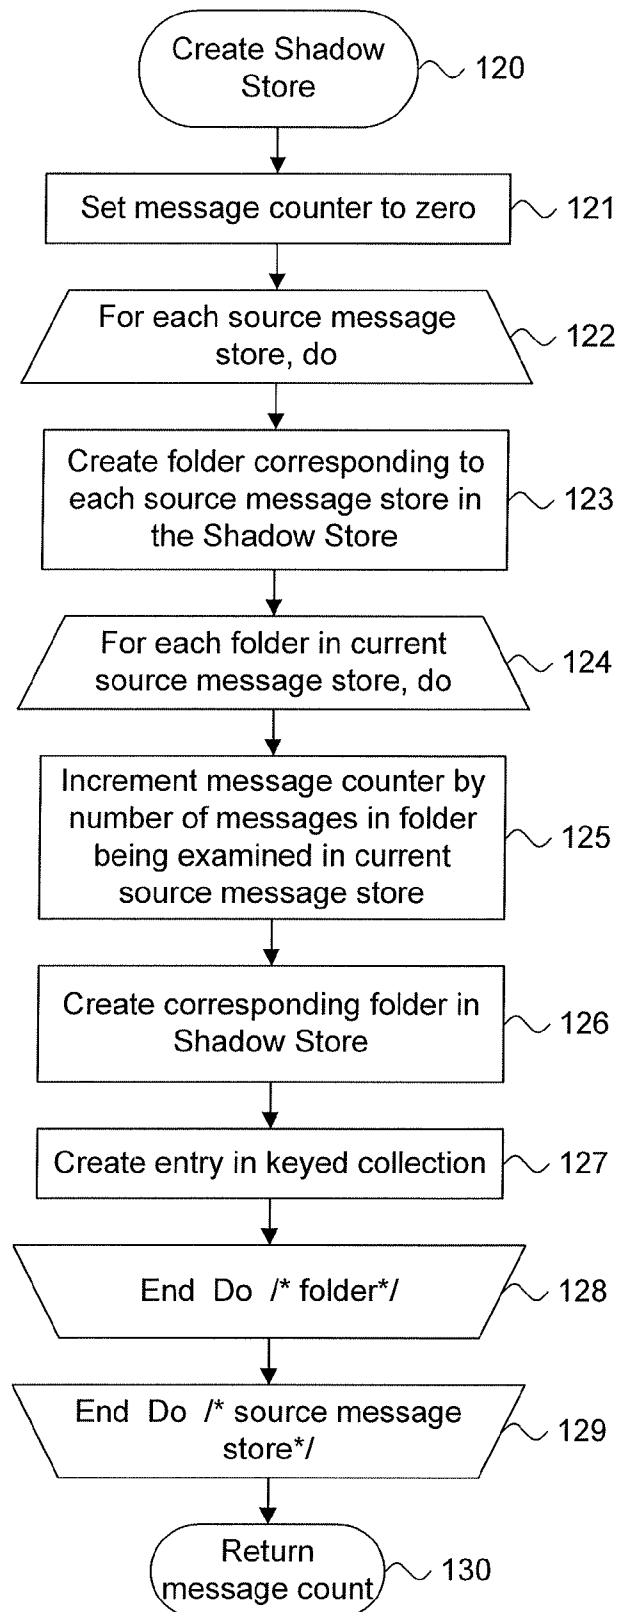 Create Shadow
Store
120
Set message counter to zero
121
For each source message
store, do
122
Create folder corresponding to
each source message store in
the Shadow Store
123
For each folder in current
source message store, do
124
Increment message counter by
number of messages in folder
being examined in current
source message store
125
Create corresponding folder in
Shadow Store
126
Create entry in keyed collection
127
End Do /* folder*/
128
End Do /* source message
store*/
129
Return
message count
130